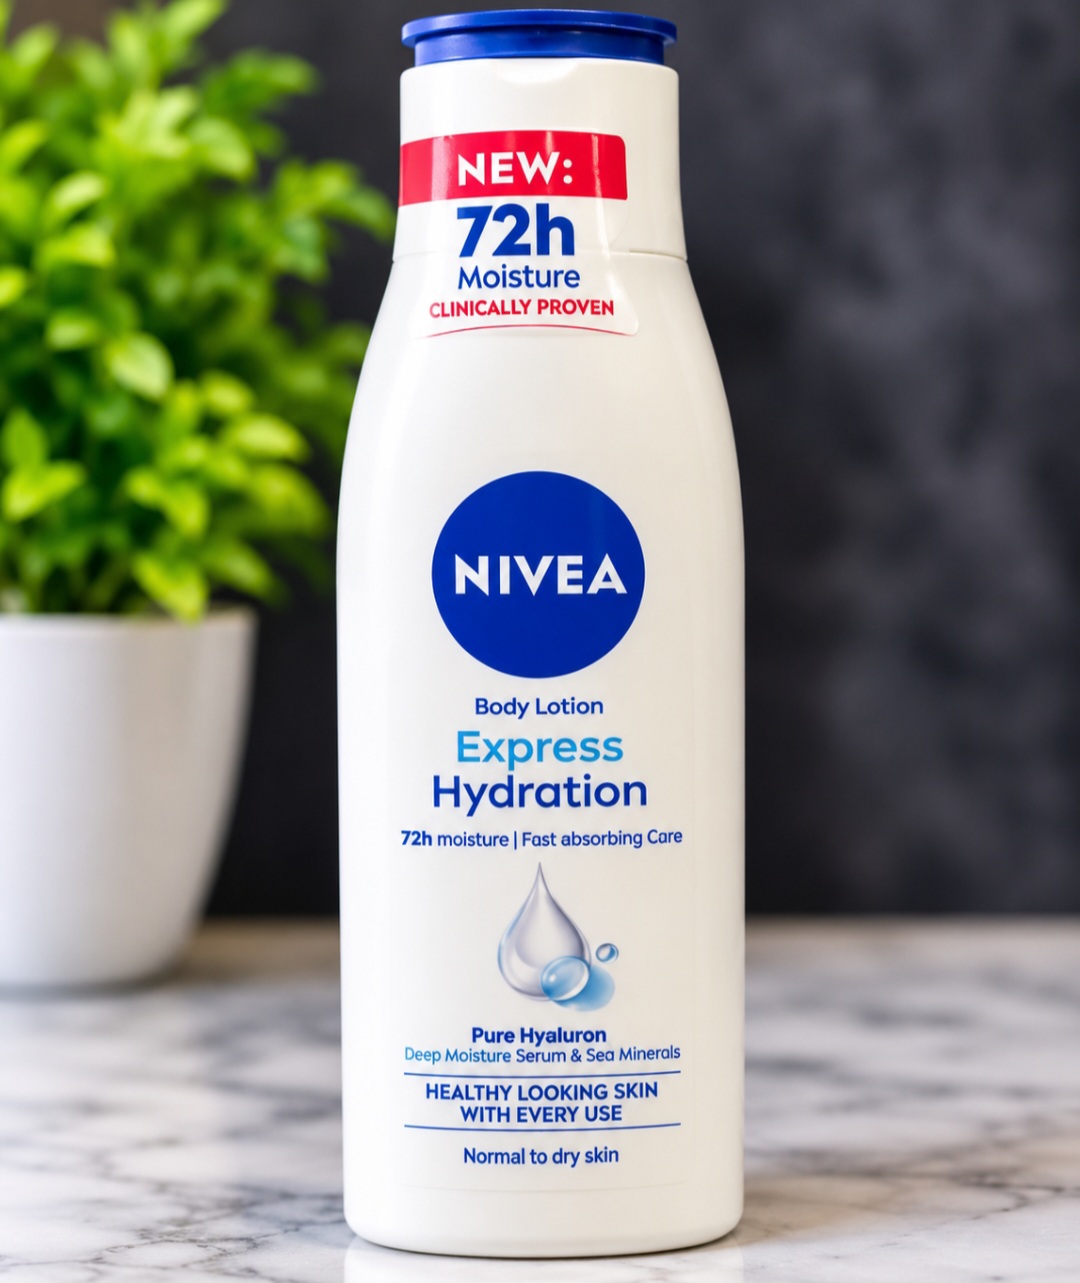 NEW:
72h
Moisture
CLINICALLY PROVEN
NIVEA
Body Lotion
Express
Hydration
72h moisture | Fast absorbing Care
Pure Hyaluron
Deep Moisture Serum & Sea Minerals
HEALTHY LOOKING SKIN
WITH EVERY USE
Normal to dry skin